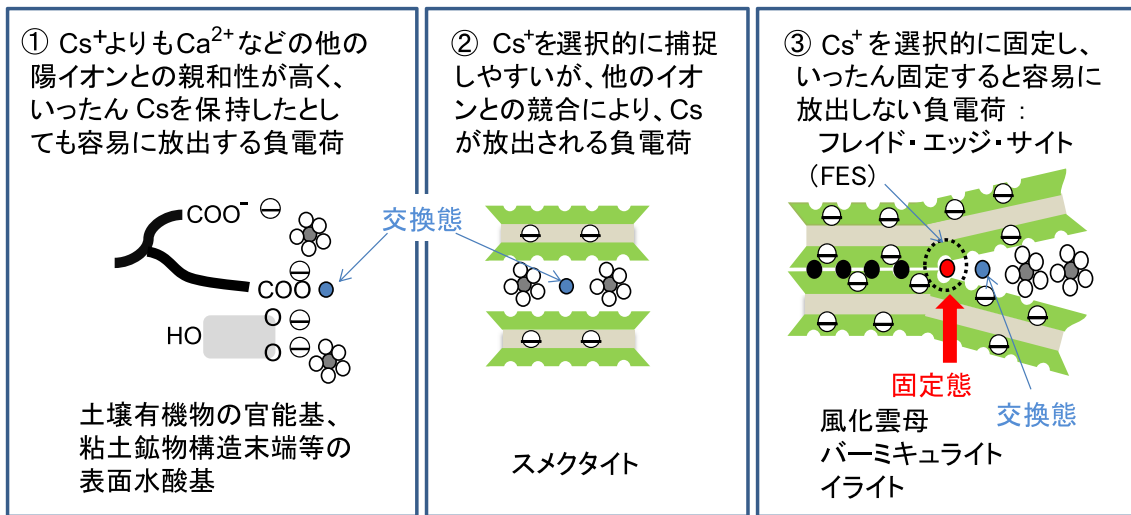 ① Cs⁺よりもCa²⁺などの他の
陽イオンとの親和性が高く、
いったん Csを保持したとし
ても容易に放出する負電荷
COO⁻
COO
O
HO
O
土壌有機物の官能基、
粘土鉱物構造末端等の
表面水酸基
交換態
② Cs⁺を選択的に捕捉
しやすいが、他のイオ
ンとの競合により、Cs
が放出される負電荷
スメクタイト
③ Cs⁺を選択的に固定し、
いったん固定すると容易に
放出しない負電荷：
フレイド・エッジ・サイト
(FES)
固定態
交換態
風化雲母
バーミキュライト
イライト